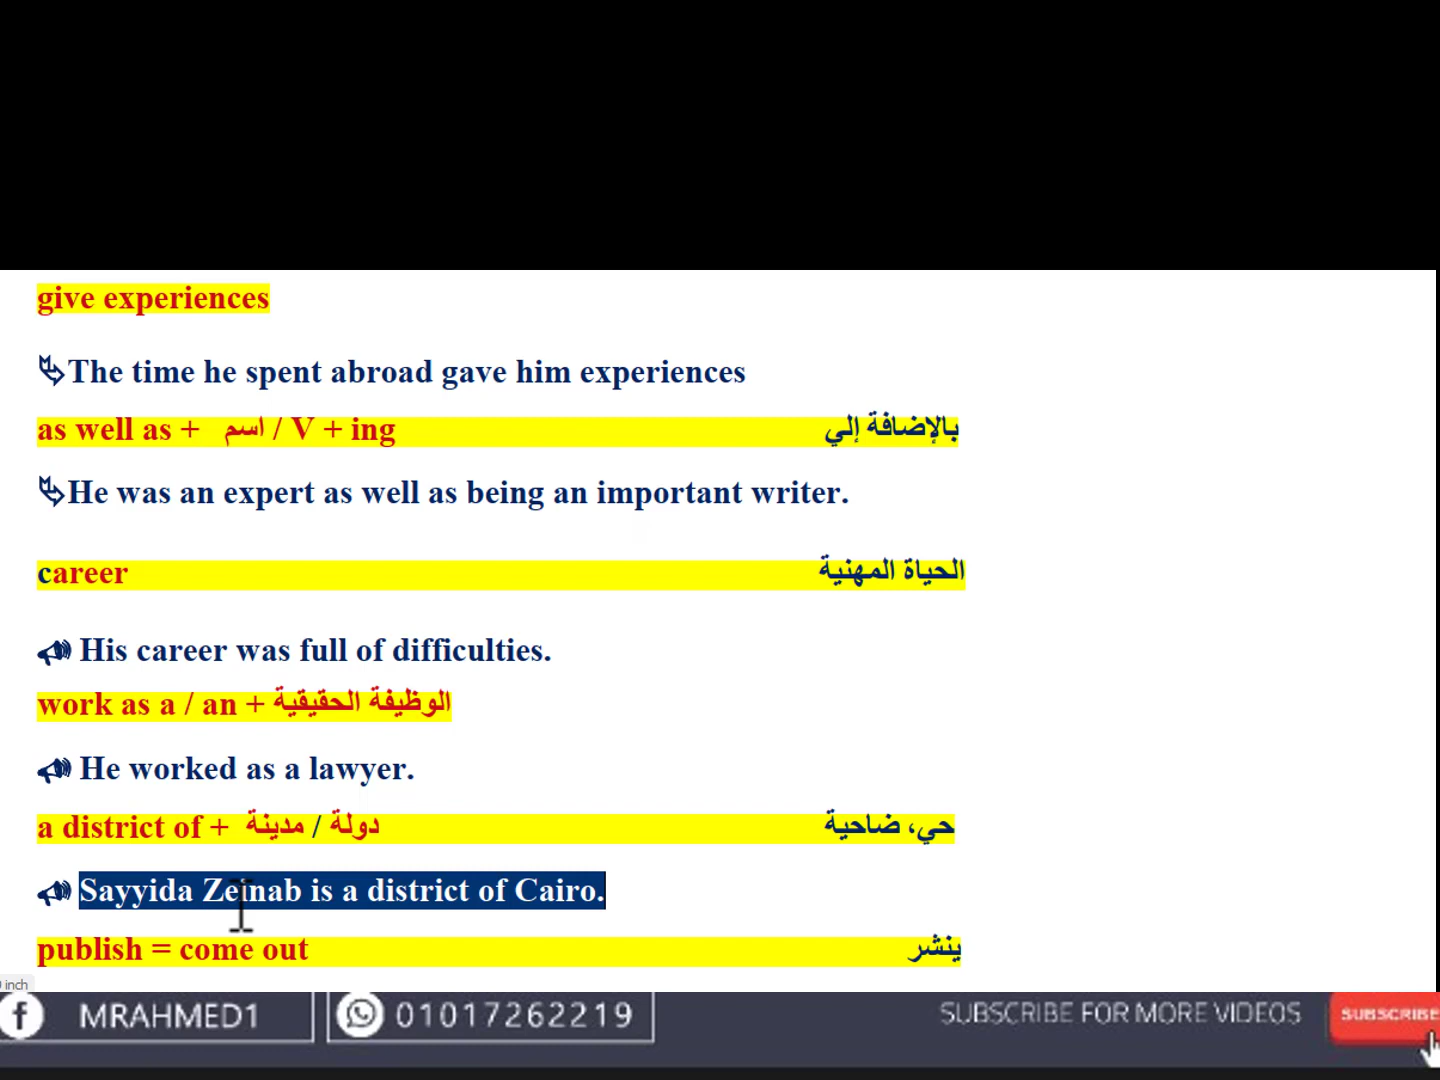 give experiences
The time he spent abroad gave him experiences
as well as + اسم / V + ing بالإضافة إلي
He was an expert as well as being an important writer.
career الحياة المهنية
His career was full of difficulties.
work as a / an + الوظيفة الحقيقية
He worked as a lawyer.
a district of + مدينة / دولة حي، ضاحية
Sayyida Zeinab is a district of Cairo.
publish = come out ينشر
inch
MRAHMED1 01017262219 SUBSCRIBE FOR MORE VIDEOS SUBSCRIBE